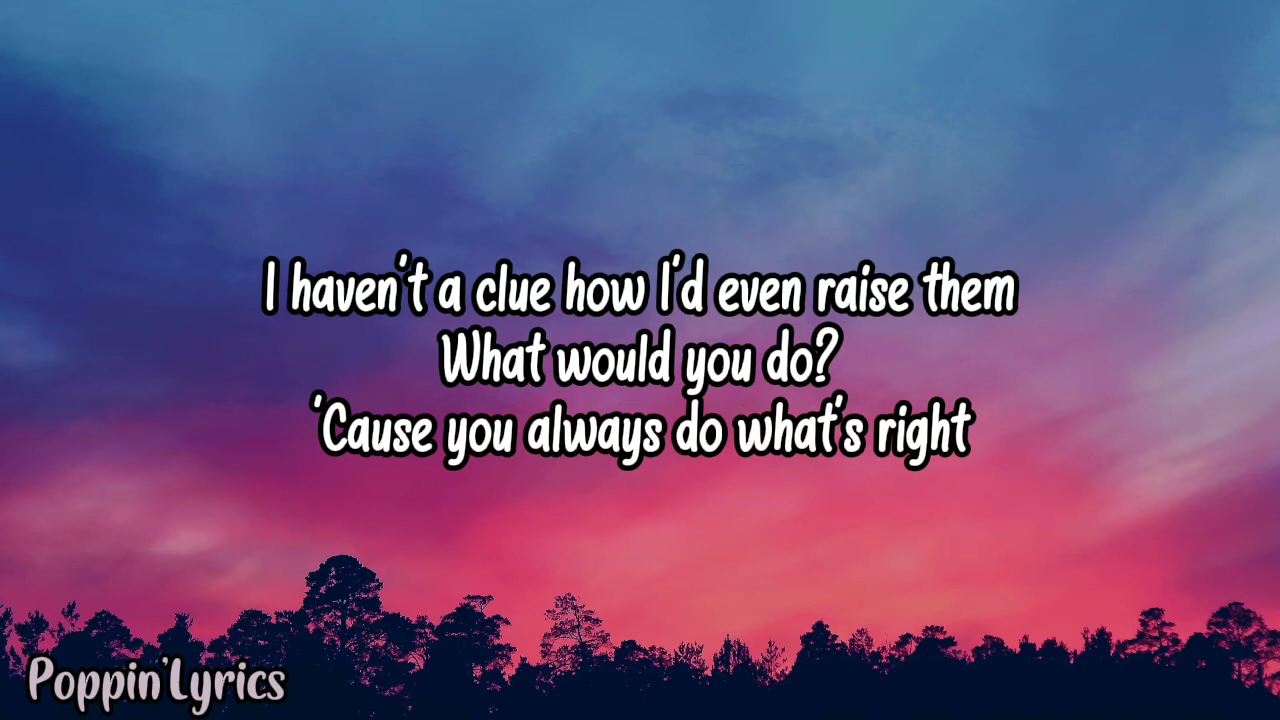 I haven't a clue how I'd even raise them
What would you do?
'Cause you always do what's right
Poppin'Lyrics